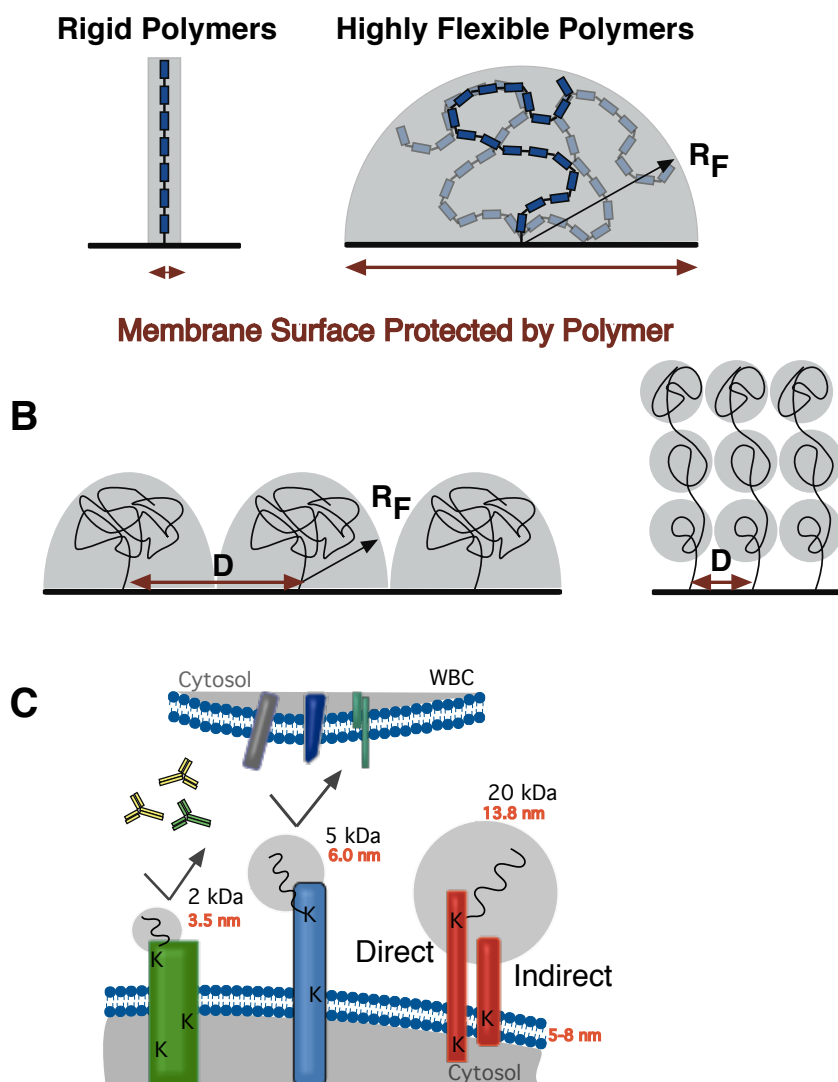 Rigid Polymers
Highly Flexible Polymers
RF
Membrane Surface Protected by Polymer
B
RF
D
D
C
Cytosol
WBC
20 kDa
13.8 nm
5 kDa
6.0 nm
2 kDa
3.5 nm
K
K
K
Direct
Indirect
K
K
K
K
K
K
5-8 nm
Cytosol